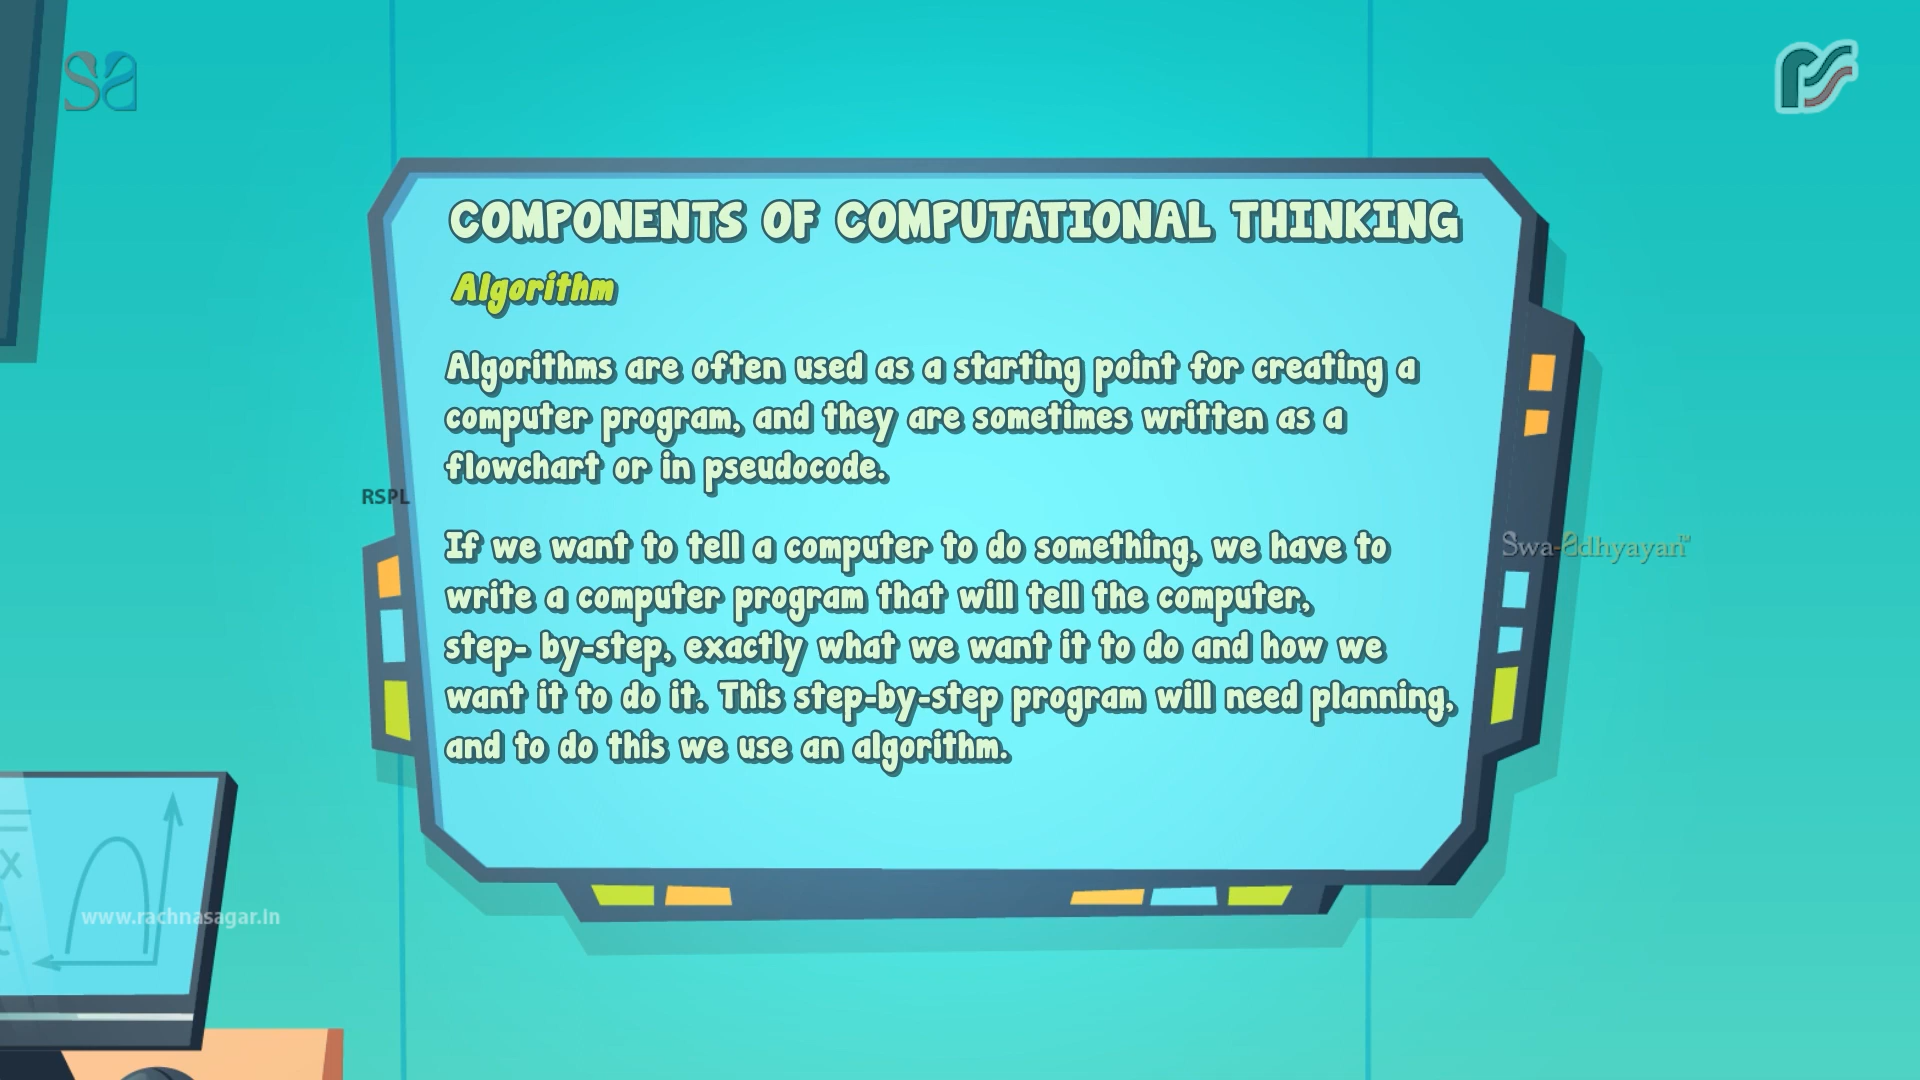 sa
COMPONENTS OF COMPUTATIONAL THINKING
Algorithm
Algorithms are often used as a starting point for creating a
computer program, and they are sometimes written as a
flowchart or in pseudocode.
RSPL
If we want to tell a computer to do something, we have to
Swa-adhyayan™
write a computer program that will tell the computer,
step- by-step, exactly what we want it to do and how we
want it to do it. This step-by-step program will need planning,
and to do this we use an algorithm.
x
www.rachnasagar.in